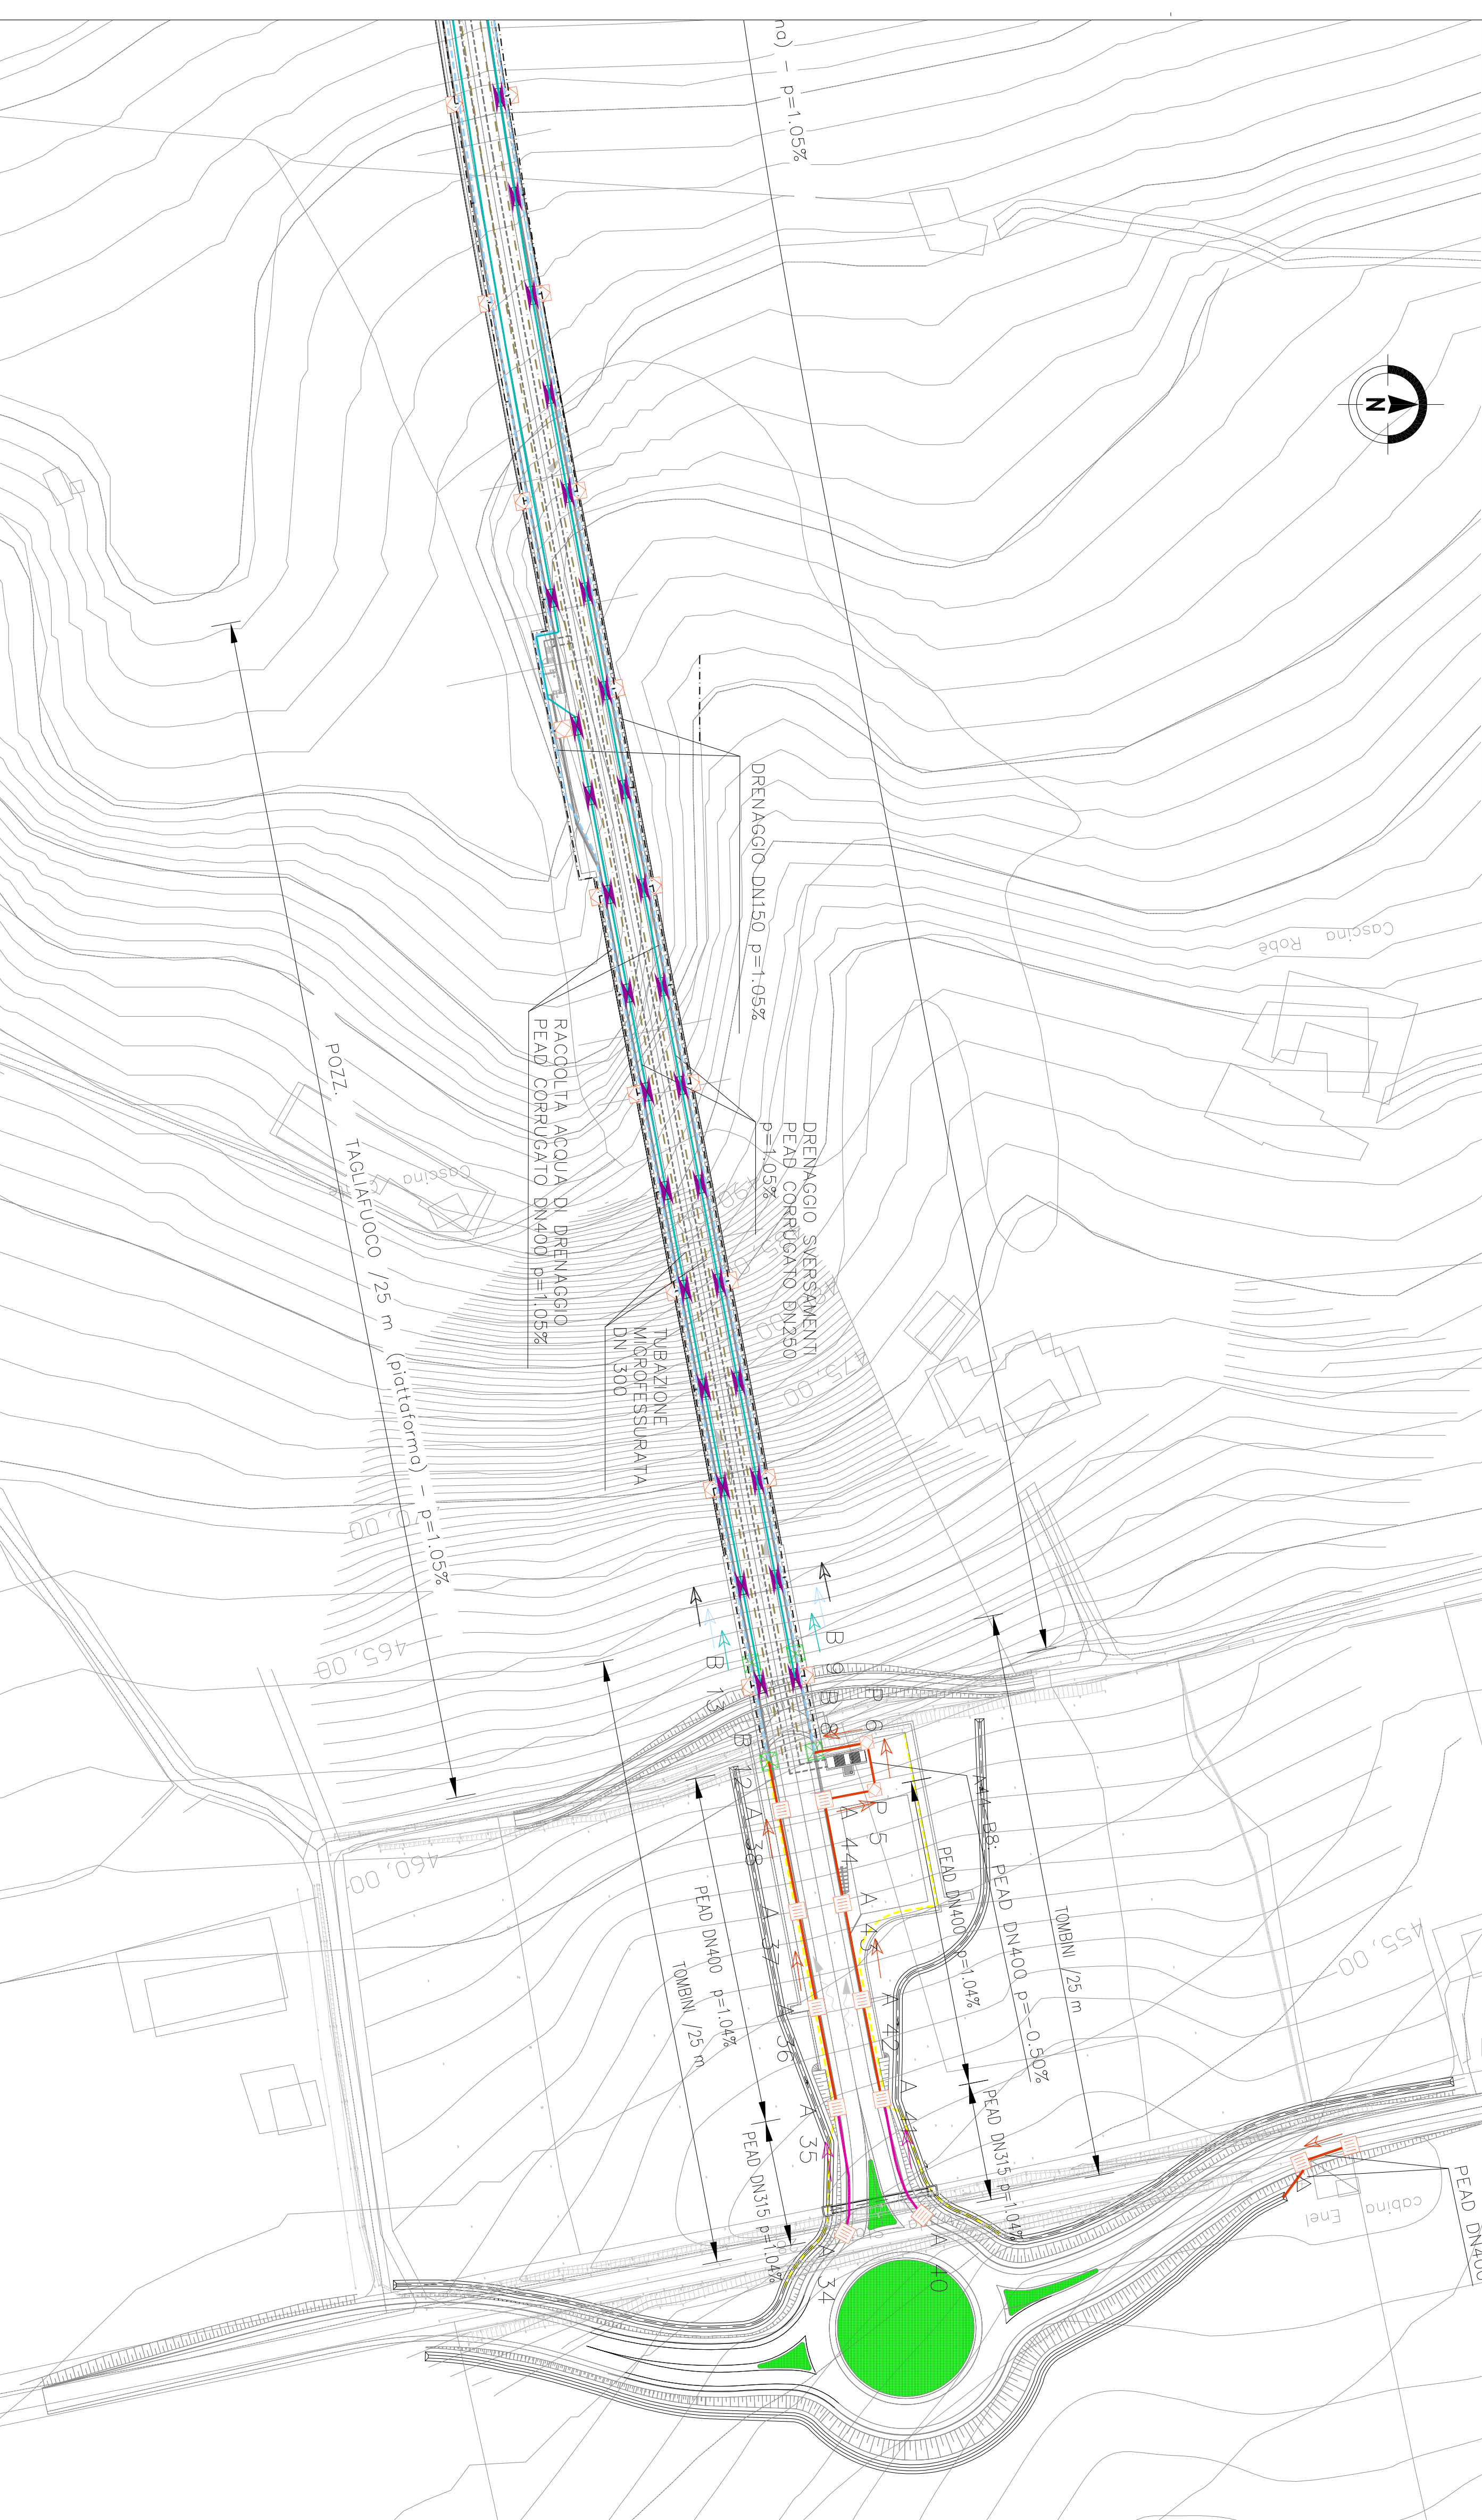 na) – p=1.05%
N
DRENAGGIO DN150 p=1.05%
Cascina Robè
RACCOLTA ACQUA DI DRENAGGIO
PEAD CORRUGATO DN400 p=1.05%
DRENAGGIO SVERSAMENTI
PEAD CORRUGATO DN250
p=1.05%
TUBAZIONE
MICROFESSURATA
DN 300
POZZ. TAGLIAFUOCO /25 m (piattaforma) – p=1.05%
Cascina
475,00
465,00
460,00
455,00
B 9
B 13
B 8
B 12
P 6
P 5
A 44
A 43
A 42
A 41
A 40
A 38
A 37
A 36
A 35
A 34
A44–B8: PEAD DN400 p=–0.50%
PEAD DN400 p=1.04%
TOMBINI /25 m
PEAD DN315 p=1.04%
PEAD DN400 p=1.04%
TOMBINI /25 m
PEAD DN315 p=1.04%
cabina
Enel
PEAD DN400